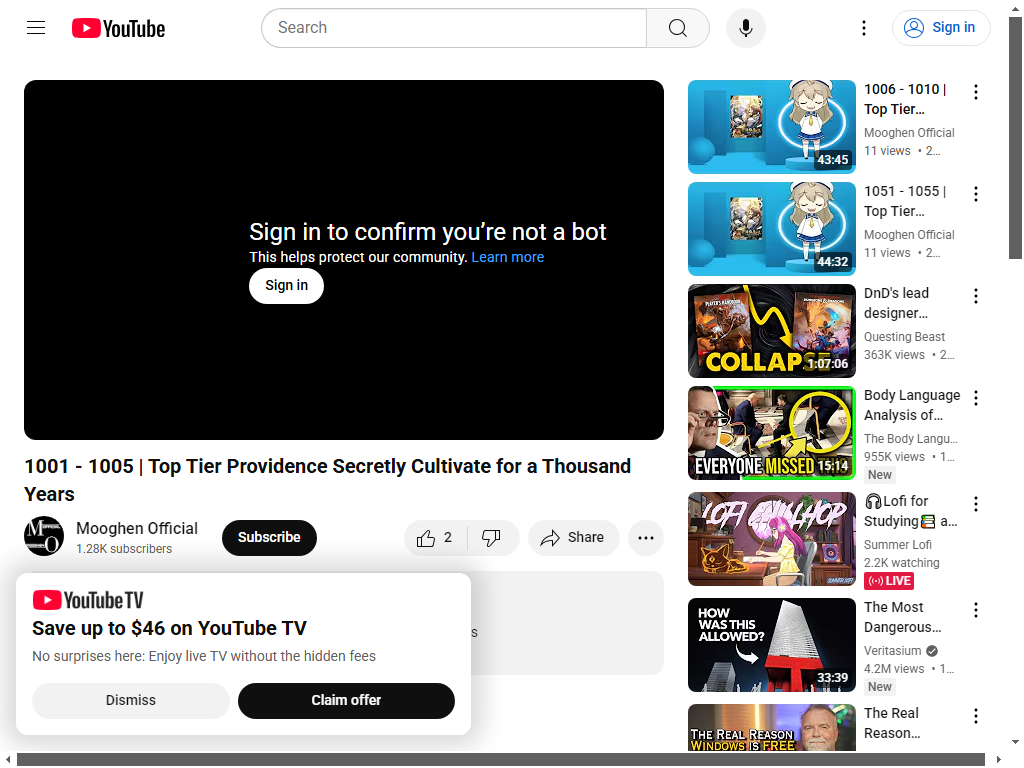 YouTube
Search
Sign in
Sign in to confirm you're not a bot
This helps protect our community. Learn more
Sign in
1001 - 1005 | Top Tier Providence Secretly Cultivate for a Thousand
Years
Mooghen Official
1.28K subscribers
Subscribe
2
Share
YouTube TV
Save up to $46 on YouTube TV
No surprises here: Enjoy live TV without the hidden fees
Dismiss
Claim offer
43:45
1006 - 1010 |
Top Tier...
Mooghen Official
11 views • 2...
44:32
1051 - 1055 |
Top Tier...
Mooghen Official
11 views • 2...
COLLAPSE
1:07:06
DnD's lead
designer...
Questing Beast
363K views • 2...
EVERYONE MISSED
15:14
Body Language
Analysis of...
The Body Langu...
955K views • 1...
New
LOFI CHILLHOP
SUMMER LOFI
Lofi for
Studying a...
Summer Lofi
2.2K watching
LIVE
HOW
WAS THIS
ALLOWED?
33:39
The Most
Dangerous...
Veritasium
4.2M views • 1...
New
THE REAL REASON
WINDOWS IS FREE
The Real
Reason...